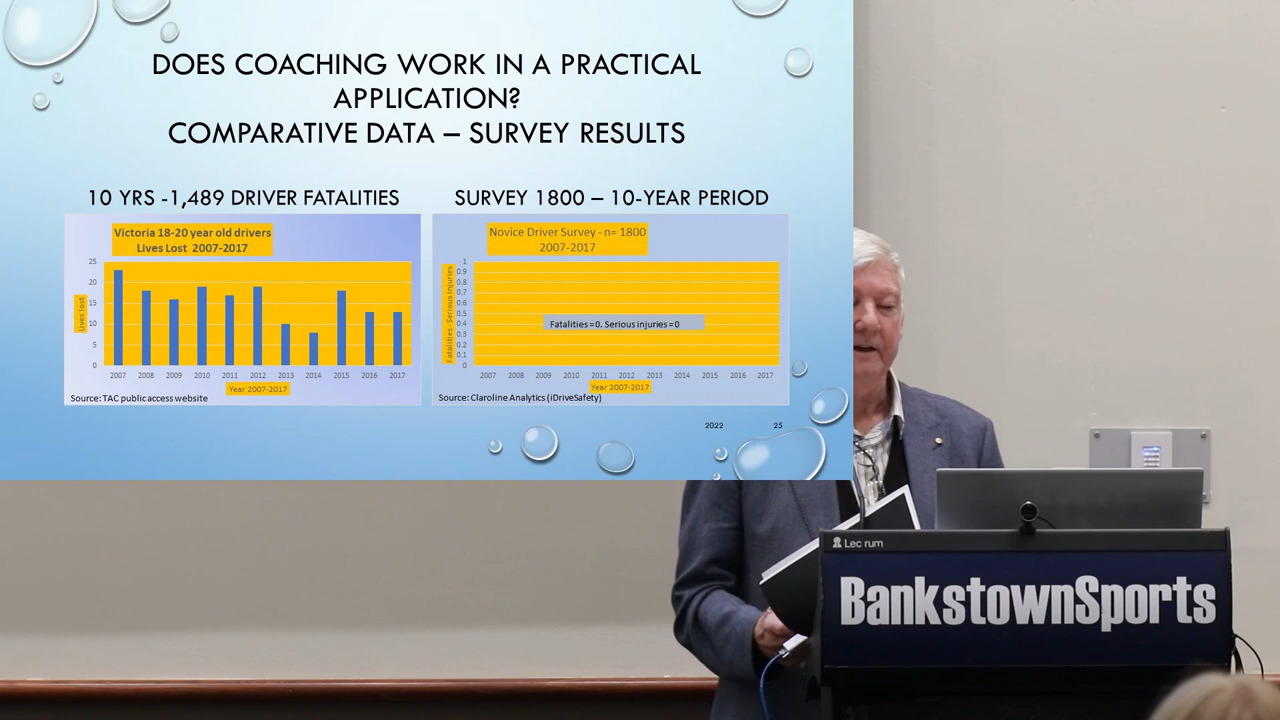 DOES COACHING WORK IN A PRACTICAL
APPLICATION?
COMPARATIVE DATA – SURVEY RESULTS
10 YRS -1,489 DRIVER FATALITIES
Victoria 18-20 year old drivers
Lives Lost 2007-2017
Lives lost
25
20
15
10
5
0
2007 2008 2009 2010 2011 2012 2013 2014 2015 2016 2017
Year 2007-2017
Source: TAC public access website
SURVEY 1800 – 10-YEAR PERIOD
Novice Driver Survey - n= 1800
2007-2017
Fatalities -Serious Injuries
1
0.9
0.8
0.7
0.6
0.5
0.4
0.3
0.2
0.1
0
Fatalities =0. Serious injuries =0
2007 2008 2009 2010 2011 2012 2013 2014 2015 2016 2017
Year 2007-2017
Source: Claroline Analytics (iDriveSafety)
2022 25
Lec rum
BankstownSports